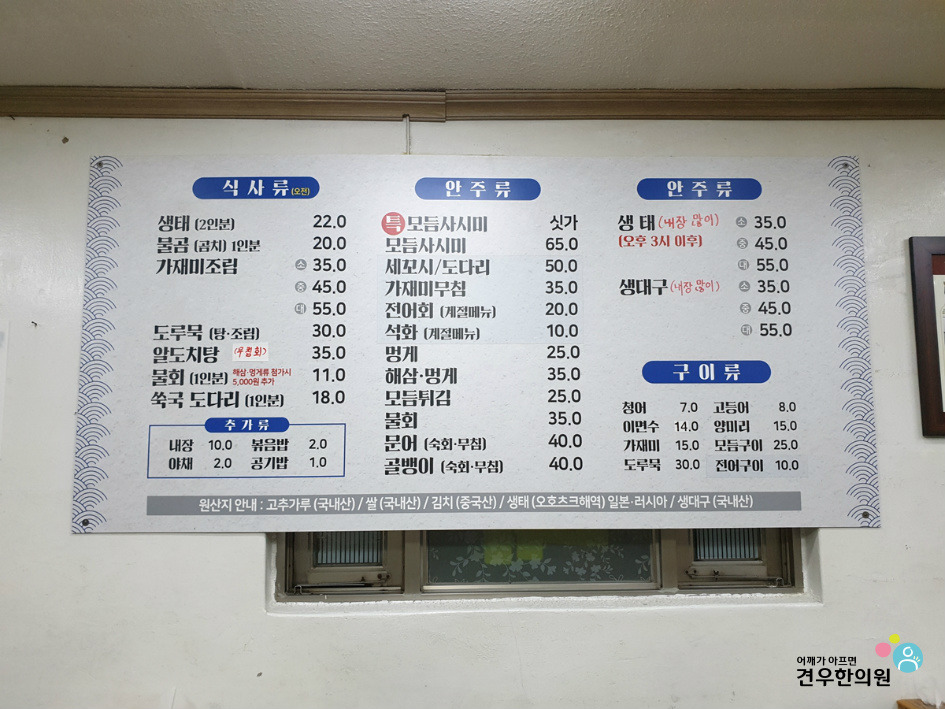 식사류(오전)
생태 (2인분) 22.0
물곰 (곰치) 1인분 20.0
가재미조림 소 35.0
중 45.0
대 55.0
도루묵 (탕·조림) 30.0
알도치탕 (무침회) 35.0
물회 (1인분) 해삼·멍게류 첨가시 5,000원 추가 11.0
쑥국 도다리 (1인분) 18.0
추가류
내장 10.0 볶음밥 2.0
야채 2.0 공기밥 1.0
안주류
특 모듬사시미 싯가
모듬사시미 65.0
세꼬시/도다리 50.0
가재미무침 35.0
전어회 (계절메뉴) 20.0
석화 (계절메뉴) 10.0
멍게 25.0
해삼·멍게 35.0
모듬튀김 25.0
물회 35.0
문어 (숙회·무침) 40.0
골뱅이 (숙회·무침) 40.0
안주류
생태 (내장 많이) 소 35.0
(오후 3시 이후) 중 45.0
대 55.0
생대구 (내장 많이) 소 35.0
중 45.0
대 55.0
구이류
청어 7.0 고등어 8.0
이면수 14.0 양미리 15.0
가재미 15.0 모듬구이 25.0
도루묵 30.0 전어구이 10.0
원산지 안내 : 고추가루 (국내산) / 쌀 (국내산) / 김치 (중국산) / 생태 (오호츠크해역) 일본·러시아 / 생대구 (국내산)
어깨가 아프면
견우한의원